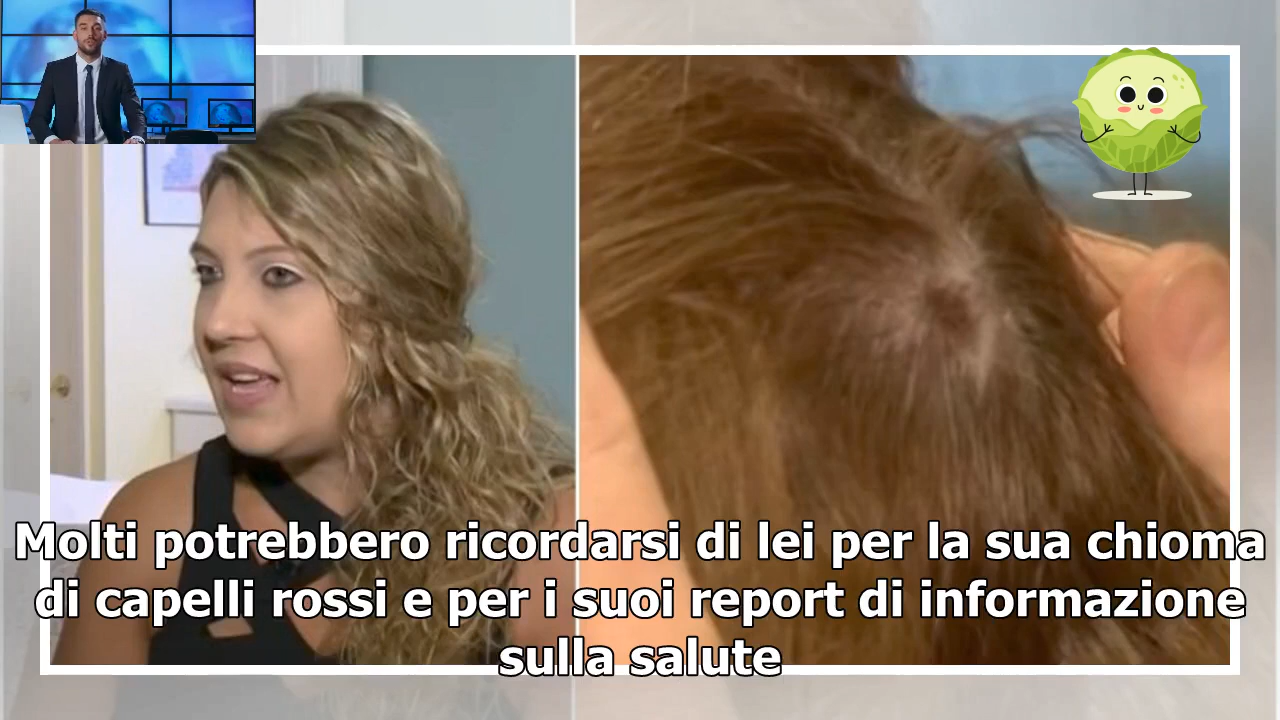 Molti potrebbero ricordarsi di lei per la sua chioma
di capelli rossi e per i suoi report di informazione
sulla salute